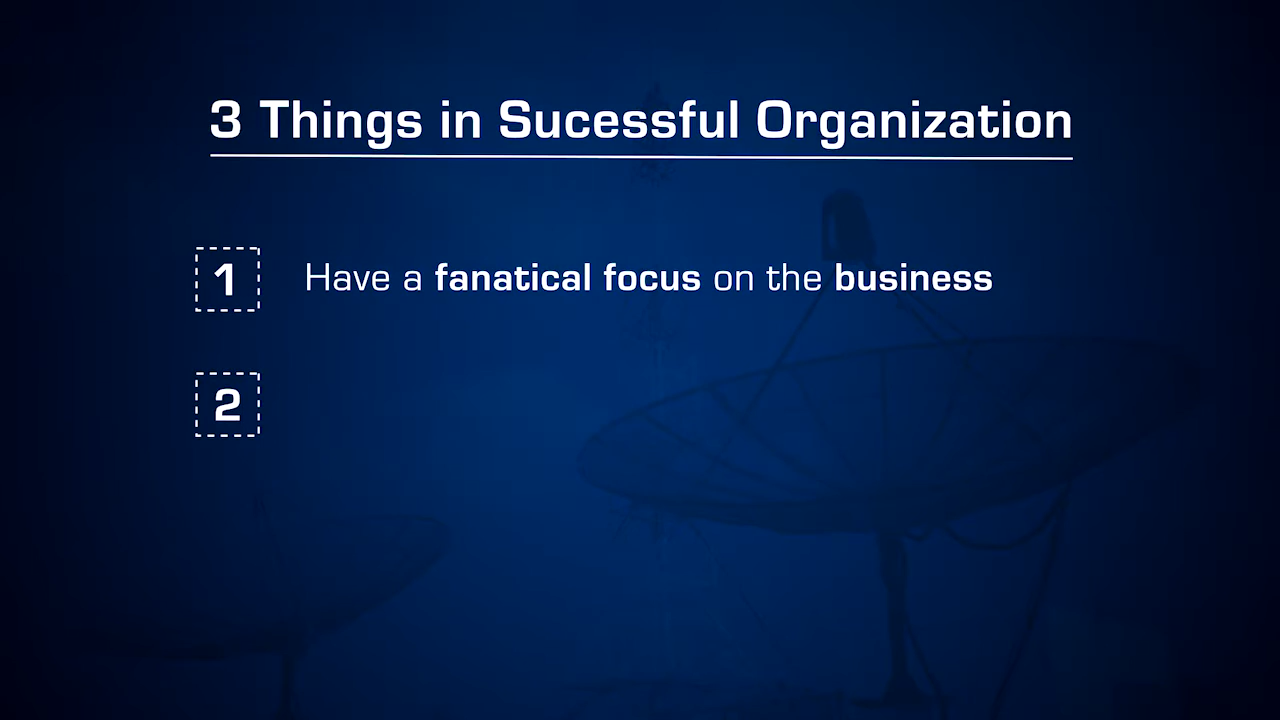 3 Things in Sucessful Organization
1 Have a fanatical focus on the business
2